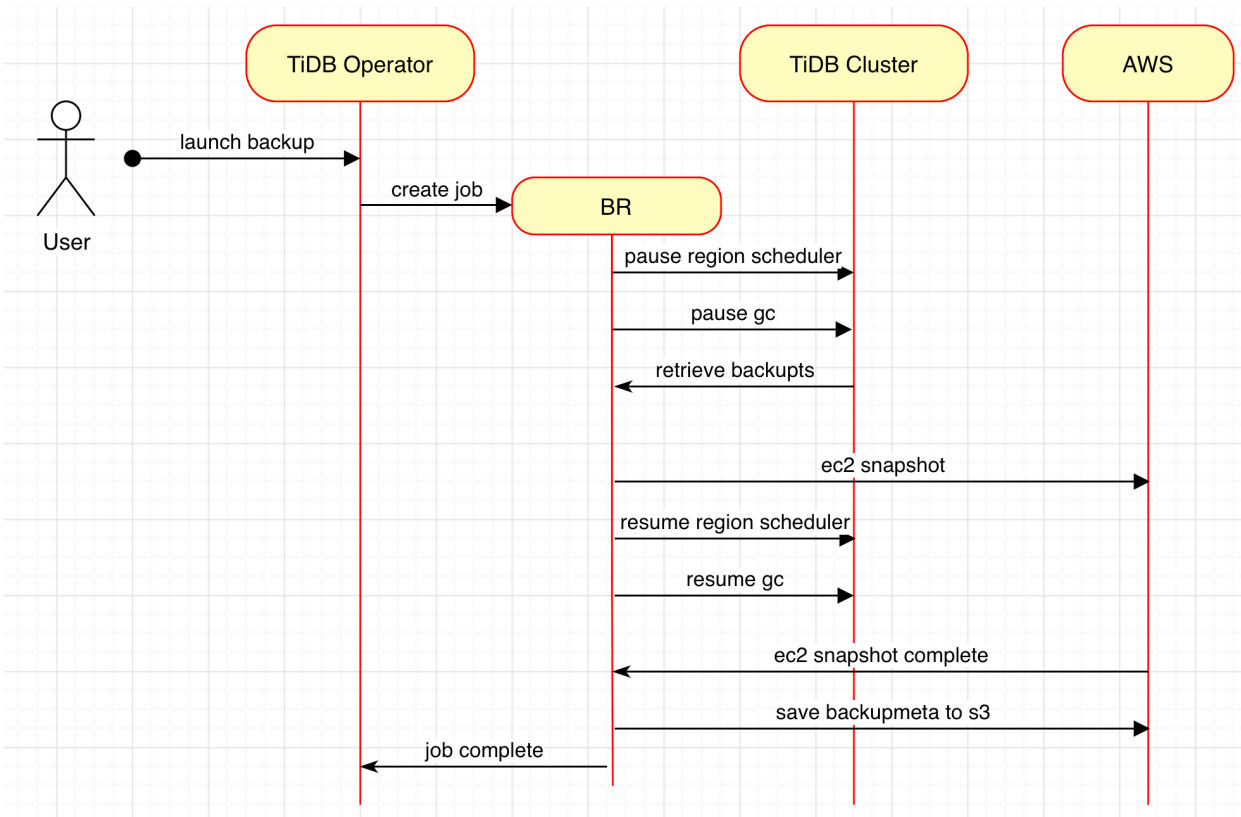 TiDB Operator
TiDB Cluster
AWS
launch backup
create job
BR
User
pause region scheduler
pause gc
retrieve backupts
ec2 snapshot
resume region scheduler
resume gc
ec2 snapshot complete
save backupmeta to s3
job complete